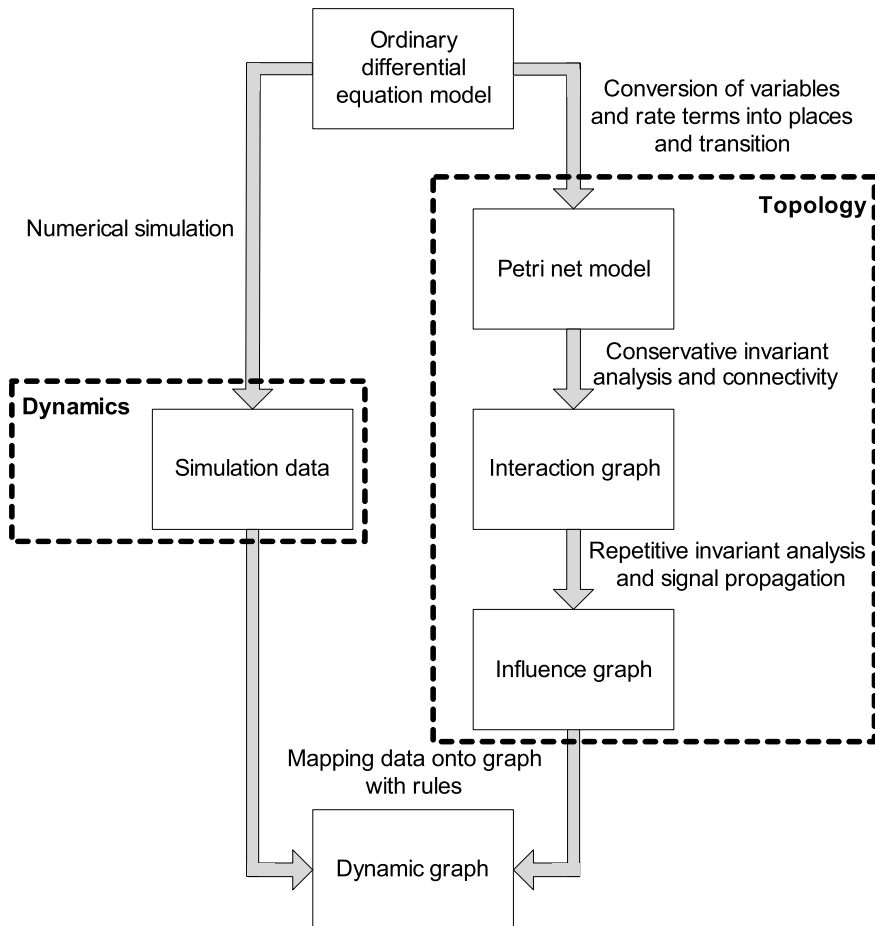 Ordinary
differential
equation model
Conversion of variables
and rate terms into places
and transition
Topology
Numerical simulation
Petri net model
Conservative invariant
analysis and connectivity
Dynamics
Simulation data
Interaction graph
Repetitive invariant analysis
and signal propagation
Influence graph
Mapping data onto graph
with rules
Dynamic graph